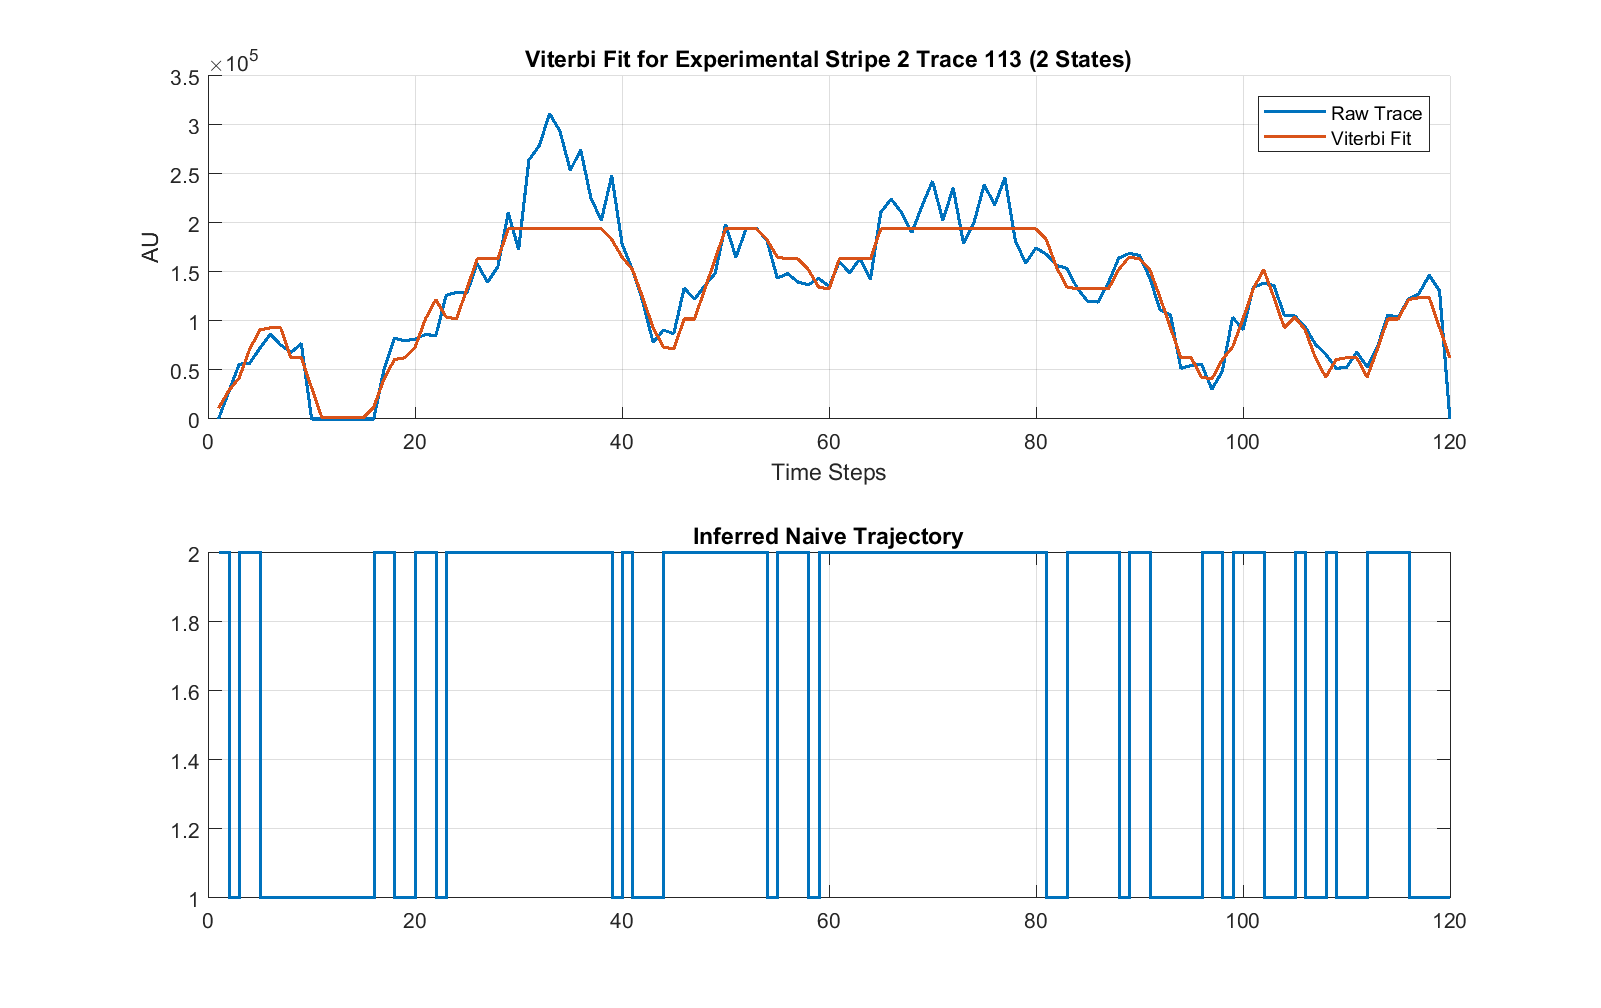 ×10⁵
Viterbi Fit for Experimental Stripe 2 Trace 113 (2 States)
3.5
3
2.5
2
1.5
1
0.5
0
AU
Raw Trace
Viterbi Fit
0 20 40 60 80 100 120
Time Steps
Inferred Naive Trajectory
2
1.8
1.6
1.4
1.2
1
0 20 40 60 80 100 120